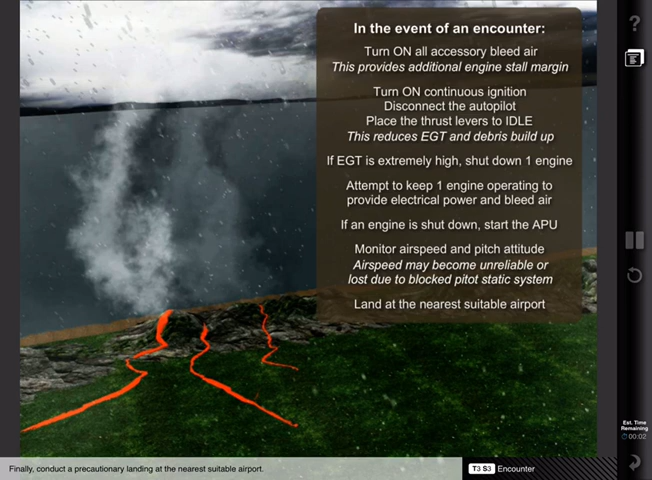 In the event of an encounter:
Turn ON all accessory bleed air
This provides additional engine stall margin
Turn ON continuous ignition
Disconnect the autopilot
Place the thrust levers to IDLE
This reduces EGT and debris build up
If EGT is extremely high, shut down 1 engine
Attempt to keep 1 engine operating to
provide electrical power and bleed air
If an engine is shut down, start the APU
Monitor airspeed and pitch attitude
Airspeed may become unreliable or
lost due to blocked pitot static system
Land at the nearest suitable airport
?
Est. Time
Remaining
00:02
Finally, conduct a precautionary landing at the nearest suitable airport.
T3 S3 Encounter